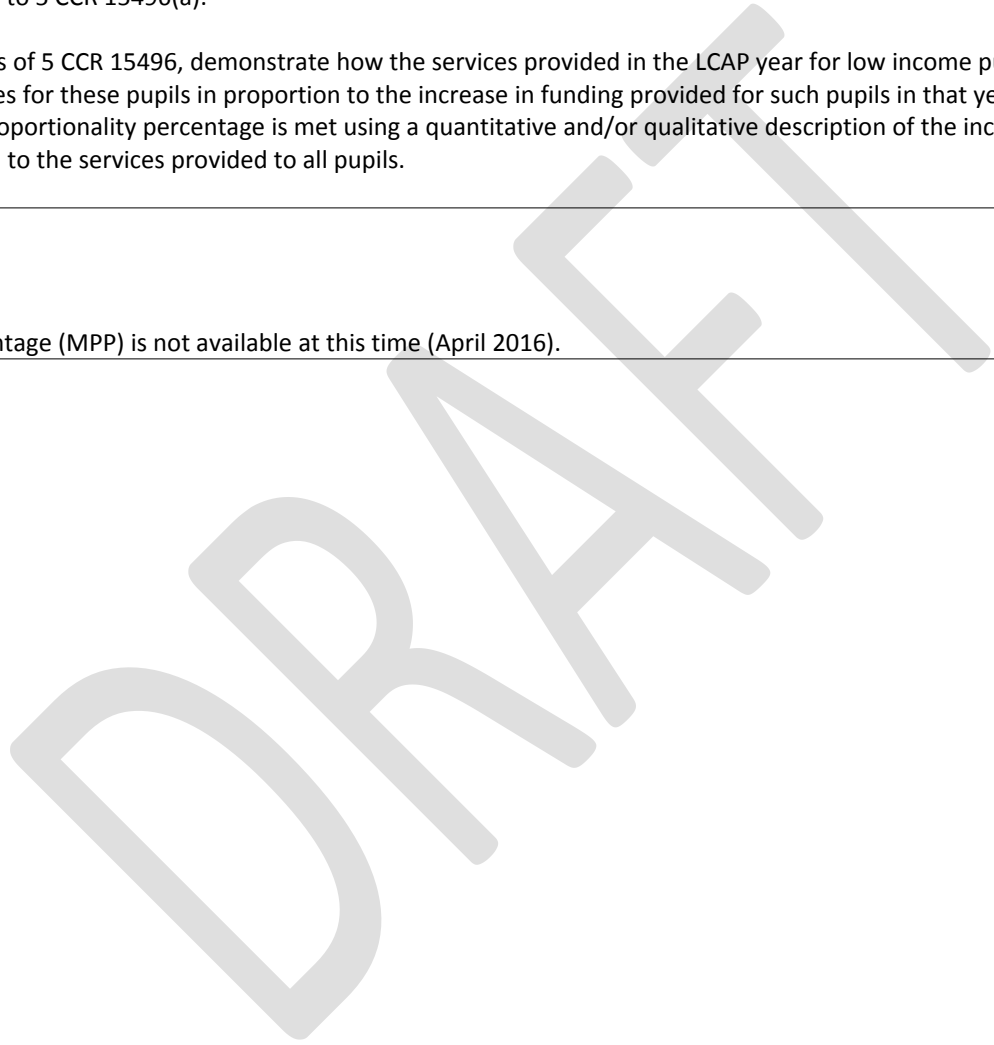 to 5 CCR 15496(a).
s of 5 CCR 15496, demonstrate how the services provided in the LCAP year for low income
es for these pupils in proportion to the increase in funding provided for such pupils in that
oportionality percentage is met using a quantitative and/or qualitative description of the
to the services provided to all pupils.
ntage (MPP) is not available at this time (April 2016).
DRAFT